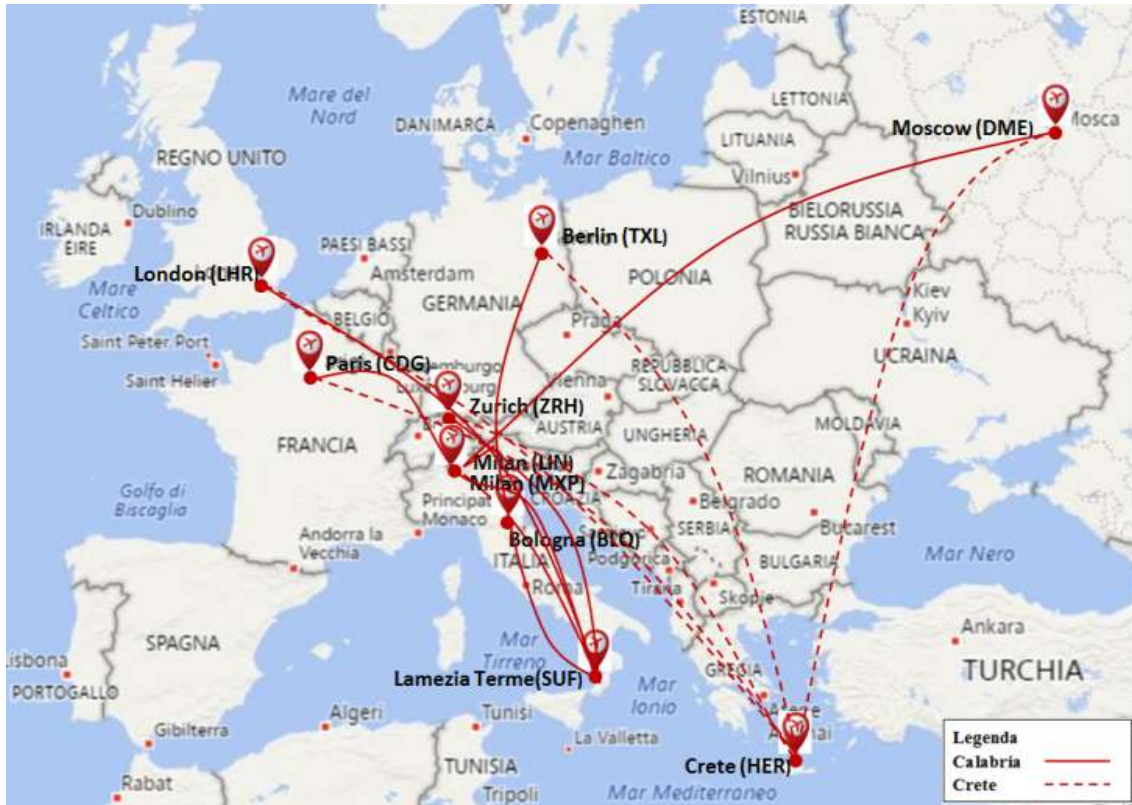 ESTONIA
Mare del
Nord
DANIMARCA
Copenaghen
LETTONIA
Moscow (DME)
Mosca
LITUANIA
Mar Baltico
REGNO UNITO
Vilnius
Dublino
IRLANDA
ÉIRE
BIELORUSSIA
RUSSIA BIANCA
Berlin (TXL)
PAESI BASSI
London (LHR)
Amsterdam
POLONIA
Mare
Celtico
GERMANIA
Kiev
Kyiv
BELGIO
Praga
Saint Peter Port
UCRAINA
Paris (CDG)
REPUBBLICA
SLOVACCA
Saint Helier
Vienna
Zurich (ZRH)
AUSTRIA
MOLDAVIA
UNGHERIA
FRANCIA
Milan (LIN)
Zagabria
ROMANIA
Milan (MXP)
Golfo di
Biscaglia
Principat
Monaco
CROAZIA
Belgrado
Bucarest
SERBIA
Andorra la
Vecchia
Bologna (BLQ)
ITALIA
Podgorica
BULGARIA
Mar Nero
Roma
Tirana
Skopje
SPAGNA
Mar
Tirreno
Ankara
Lisbona
Lamezia Terme(SUF)
GRECIA
TURCHIA
PORTOGALLO
Mar
Ionio
Gibilterra
Algeri
Tunisi
Atene
La Valletta
Crete (HER)
Legenda
Calabria
Crete
Rabat
TUNISIA
Tripoli
Mar Mediterraneo